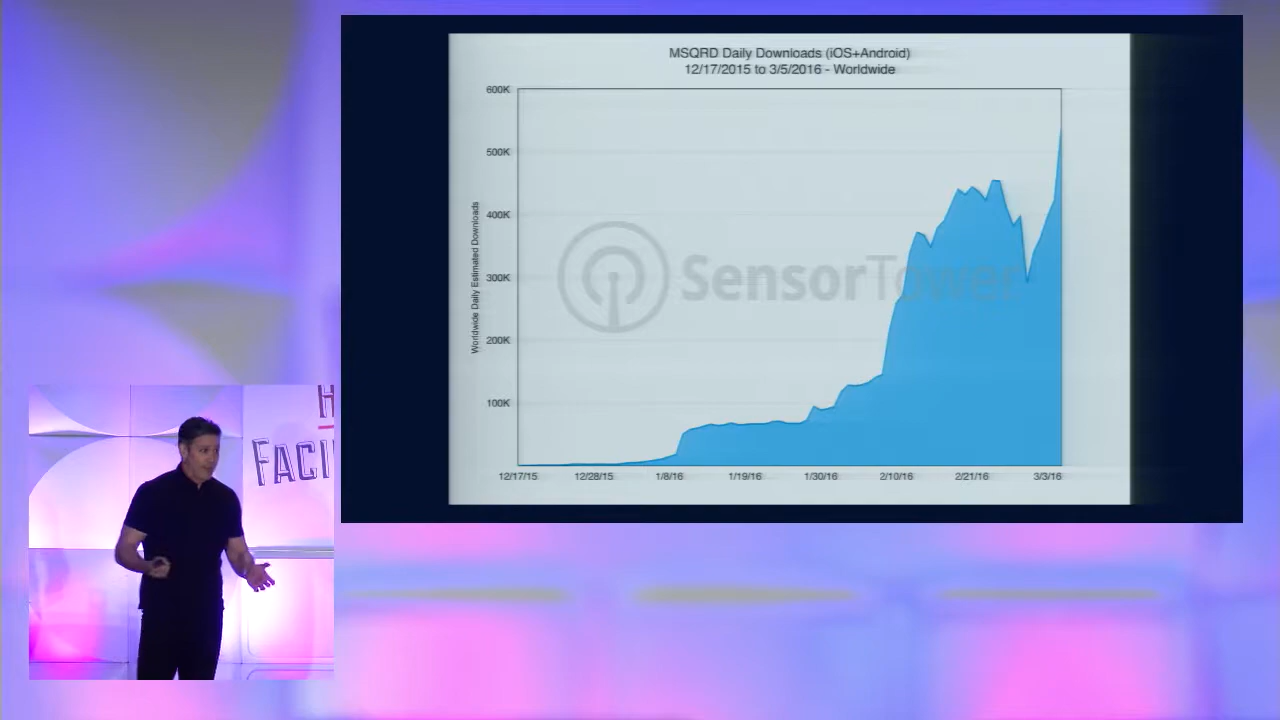 MSQRD Daily Downloads (iOS+Android)
12/17/2015 to 3/5/2016 - Worldwide
600K
500K
400K
300K
200K
100K
Worldwide Daily Estimated Downloads
SensorTower
12/17/15 12/28/15 1/8/16 1/19/16 1/30/16 2/10/16 2/21/16 3/3/16
H
FACI